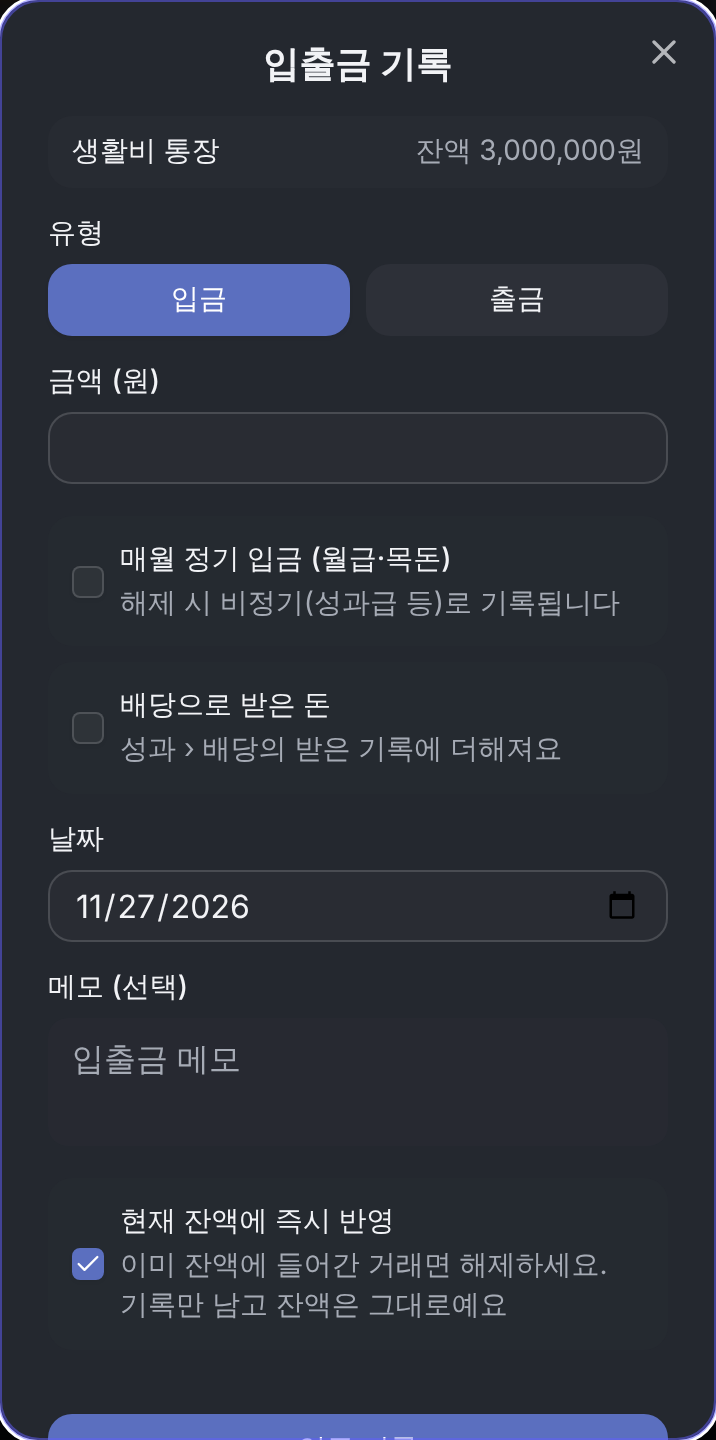 입출금 기록
생활비 통장 잔액 3,000,000원
유형
입금 출금
금액 (원)
매월 정기 입금 (월급·목돈)
해제 시 비정기(성과급 등)로 기록됩니다
배당으로 받은 돈
성과 › 배당의 받은 기록에 더해져요
날짜
11/27/2026
메모 (선택)
입출금 메모
현재 잔액에 즉시 반영
이미 잔액에 들어간 거래면 해제하세요.
기록만 남고 잔액은 그대로예요